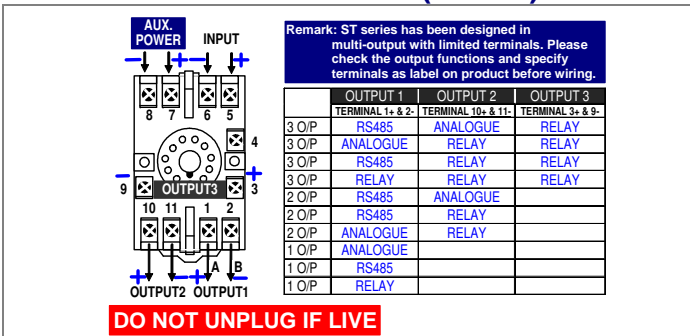 AUX.
POWER INPUT
− + − +
8 7 6 5
4
− +
9 OUTPUT3 3
10 11 1 2
A B
+ − + −
OUTPUT2 OUTPUT1
Remark: ST series has been designed in
multi-output with limited terminals. Please
check the output functions and specify
terminals as label on product before wiring.
OUTPUT 1 OUTPUT 2 OUTPUT 3
TERMINAL 1+ & 2- TERMINAL 10+ & 11- TERMINAL 3+ & 9-
3 O/P RS485 ANALOGUE RELAY
3 O/P ANALOGUE RELAY RELAY
3 O/P RS485 RELAY RELAY
3 O/P RELAY RELAY RELAY
2 O/P RS485 ANALOGUE
2 O/P RS485 RELAY
2 O/P ANALOGUE RELAY
1 O/P ANALOGUE
1 O/P RS485
1 O/P RELAY
DO NOT UNPLUG IF LIVE